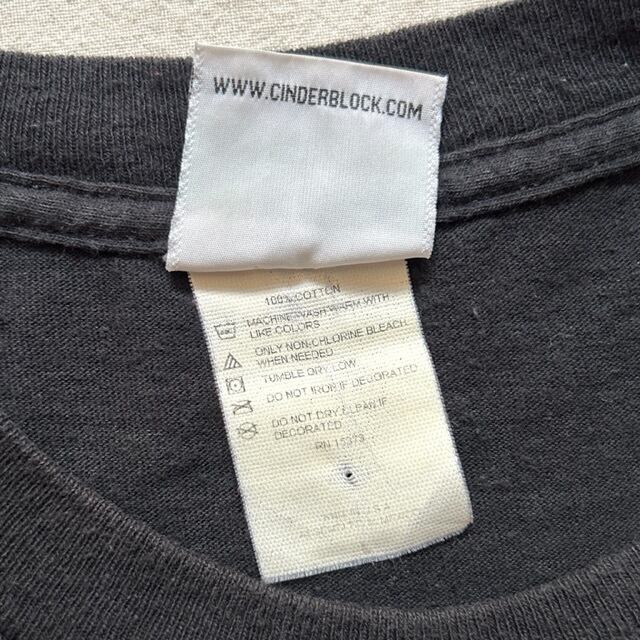 WWW.CINDERBLOCK.COM
100% COTTON
MACHINE WASH WARM WITH
LIKE COLORS
ONLY NON-CHLORINE BLEACH
WHEN NEEDED
TUMBLE DRY LOW
DO NOT IRON IF DECORATED
DO NOT DRY CLEAN IF
DECORATED
RN 15373